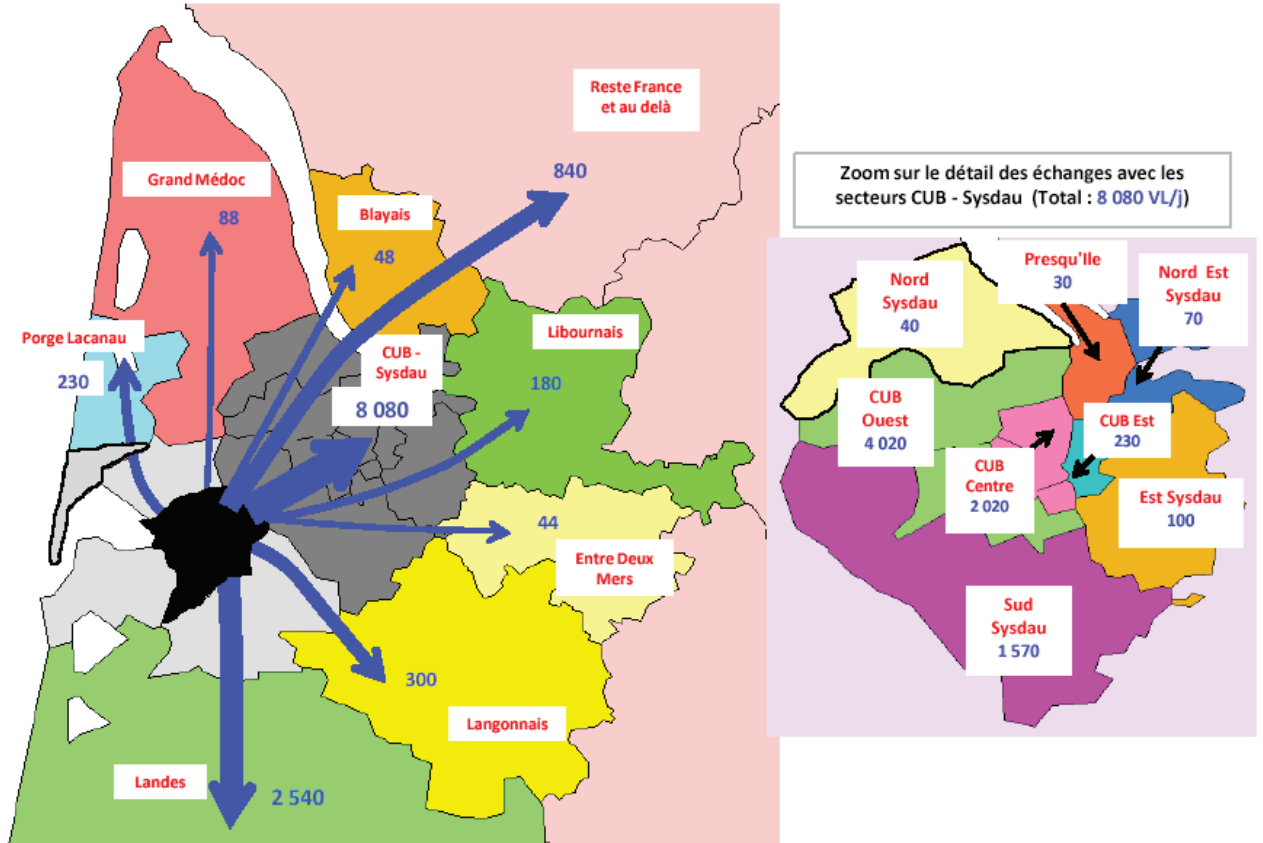 Reste France
et au delà
840
Grand Médoc
88
Blayais
48
Porge Lacanau
230
CUB -
Sysdau
8 080
Libournais
180
44
Entre Deux
Mers
300
Langonnais
Landes
2 540
Zoom sur le détail des échanges avec les
secteurs CUB - Sysdau (Total : 8 080 VL/j)
Presqu'Ile
30
Nord Est
Sysdau
70
Nord
Sysdau
40
CUB
Ouest
4 020
CUB Est
230
CUB
Centre
2 020
Est Sysdau
100
Sud
Sysdau
1 570